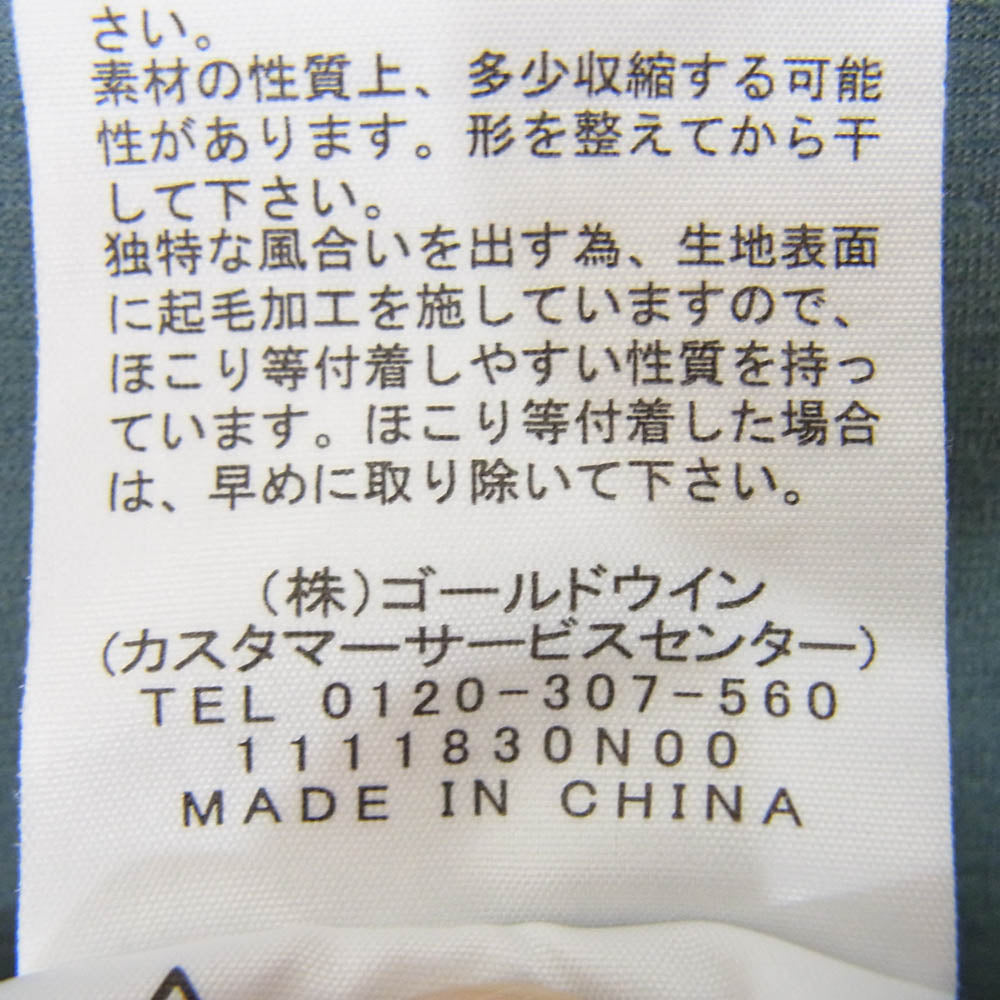 さい。
素材の性質上、多少収縮する可能
性があります。形を整えてから干
して下さい。
独特な風合いを出す為、生地表面
に起毛加工を施していますので、
ほこり等付着しやすい性質を持っ
ています。ほこり等付着した場合
は、早めに取り除いて下さい。
(株)ゴールドウイン
(カスタマーサービスセンター)
TEL 0120-307-560
1111830N00
MADE IN CHINA